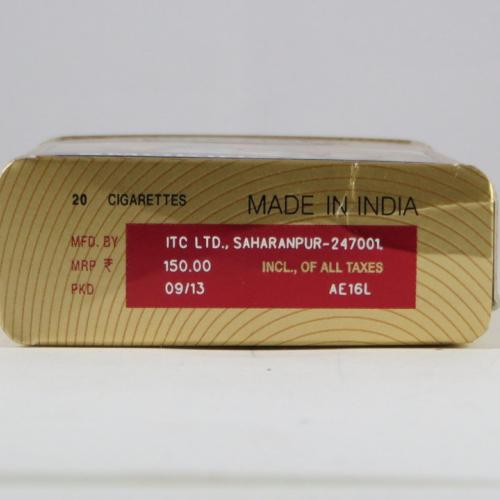 20 CIGARETTES MADE IN INDIA
MFD. BY ITC LTD., SAHARANPUR-247001.
MRP ₹ 150.00 INCL., OF ALL TAXES
PKD 09/13 AE16L